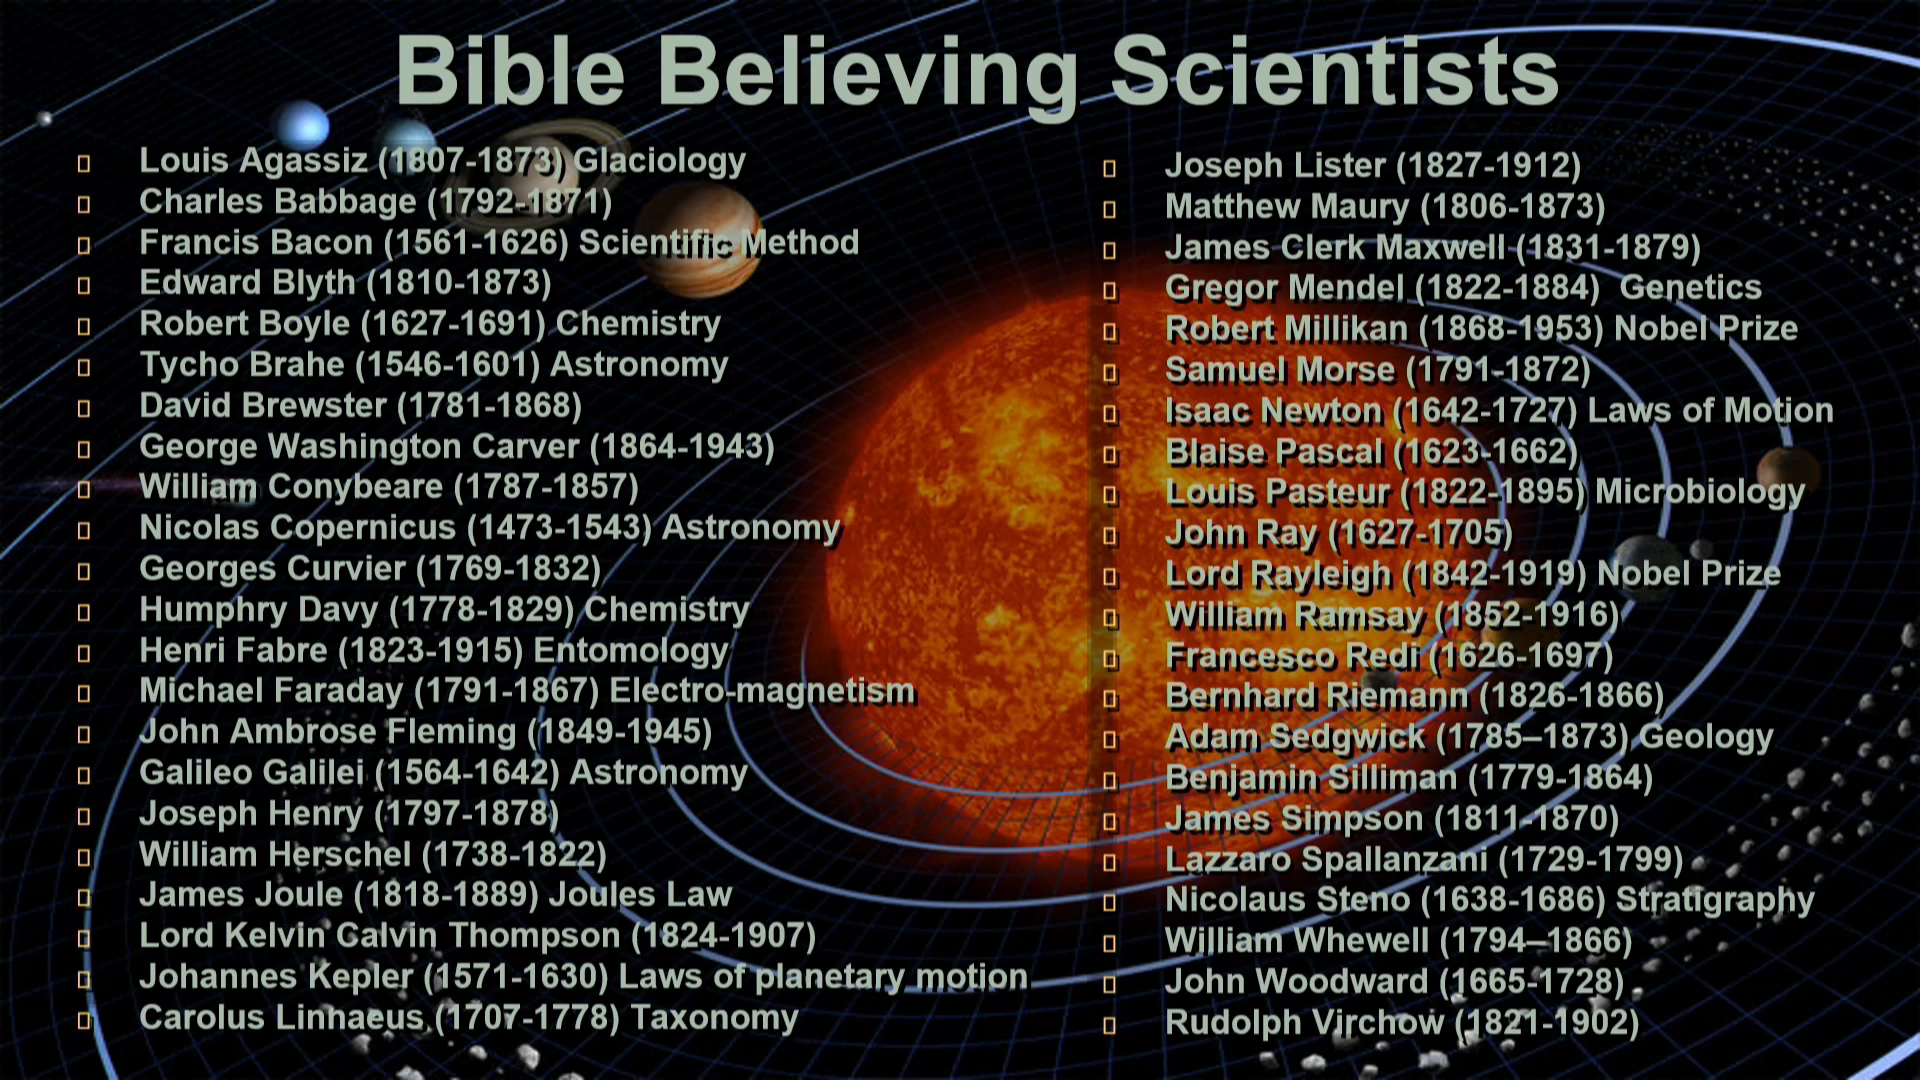 Bible Believing Scientists
Louis Agassiz (1807-1873) Glaciology
Charles Babbage (1792-1871)
Francis Bacon (1561-1626) Scientific Method
Edward Blyth (1810-1873)
Robert Boyle (1627-1691) Chemistry
Tycho Brahe (1546-1601) Astronomy
David Brewster (1781-1868)
George Washington Carver (1864-1943)
William Conybeare (1787-1857)
Nicolas Copernicus (1473-1543) Astronomy
Georges Curvier (1769-1832)
Humphry Davy (1778-1829) Chemistry
Henri Fabre (1823-1915) Entomology
Michael Faraday (1791-1867) Electro-magnetism
John Ambrose Fleming (1849-1945)
Galileo Galilei (1564-1642) Astronomy
Joseph Henry (1797-1878)
William Herschel (1738-1822)
James Joule (1818-1889) Joules Law
Lord Kelvin Calvin Thompson (1824-1907)
Johannes Kepler (1571-1630) Laws of planetary motion
Carolus Linhaeus (1707-1778) Taxonomy
Joseph Lister (1827-1912)
Matthew Maury (1806-1873)
James Clerk Maxwell (1831-1879)
Gregor Mendel (1822-1884) Genetics
Robert Millikan (1868-1953) Nobel Prize
Samuel Morse (1791-1872)
Isaac Newton (1642-1727) Laws of Motion
Blaise Pascal (1623-1662)
Louis Pasteur (1822-1895) Microbiology
John Ray (1627-1705)
Lord Rayleigh (1842-1919) Nobel Prize
William Ramsay (1852-1916)
Francesco Redi (1626-1697)
Bernhard Riemann (1826-1866)
Adam Sedgwick (1785–1873) Geology
Benjamin Silliman (1779-1864)
James Simpson (1811-1870)
Lazzaro Spallanzani (1729-1799)
Nicolaus Steno (1638-1686) Stratigraphy
William Whewell (1794–1866)
John Woodward (1665-1728)
Rudolph Virchow (1821-1902)